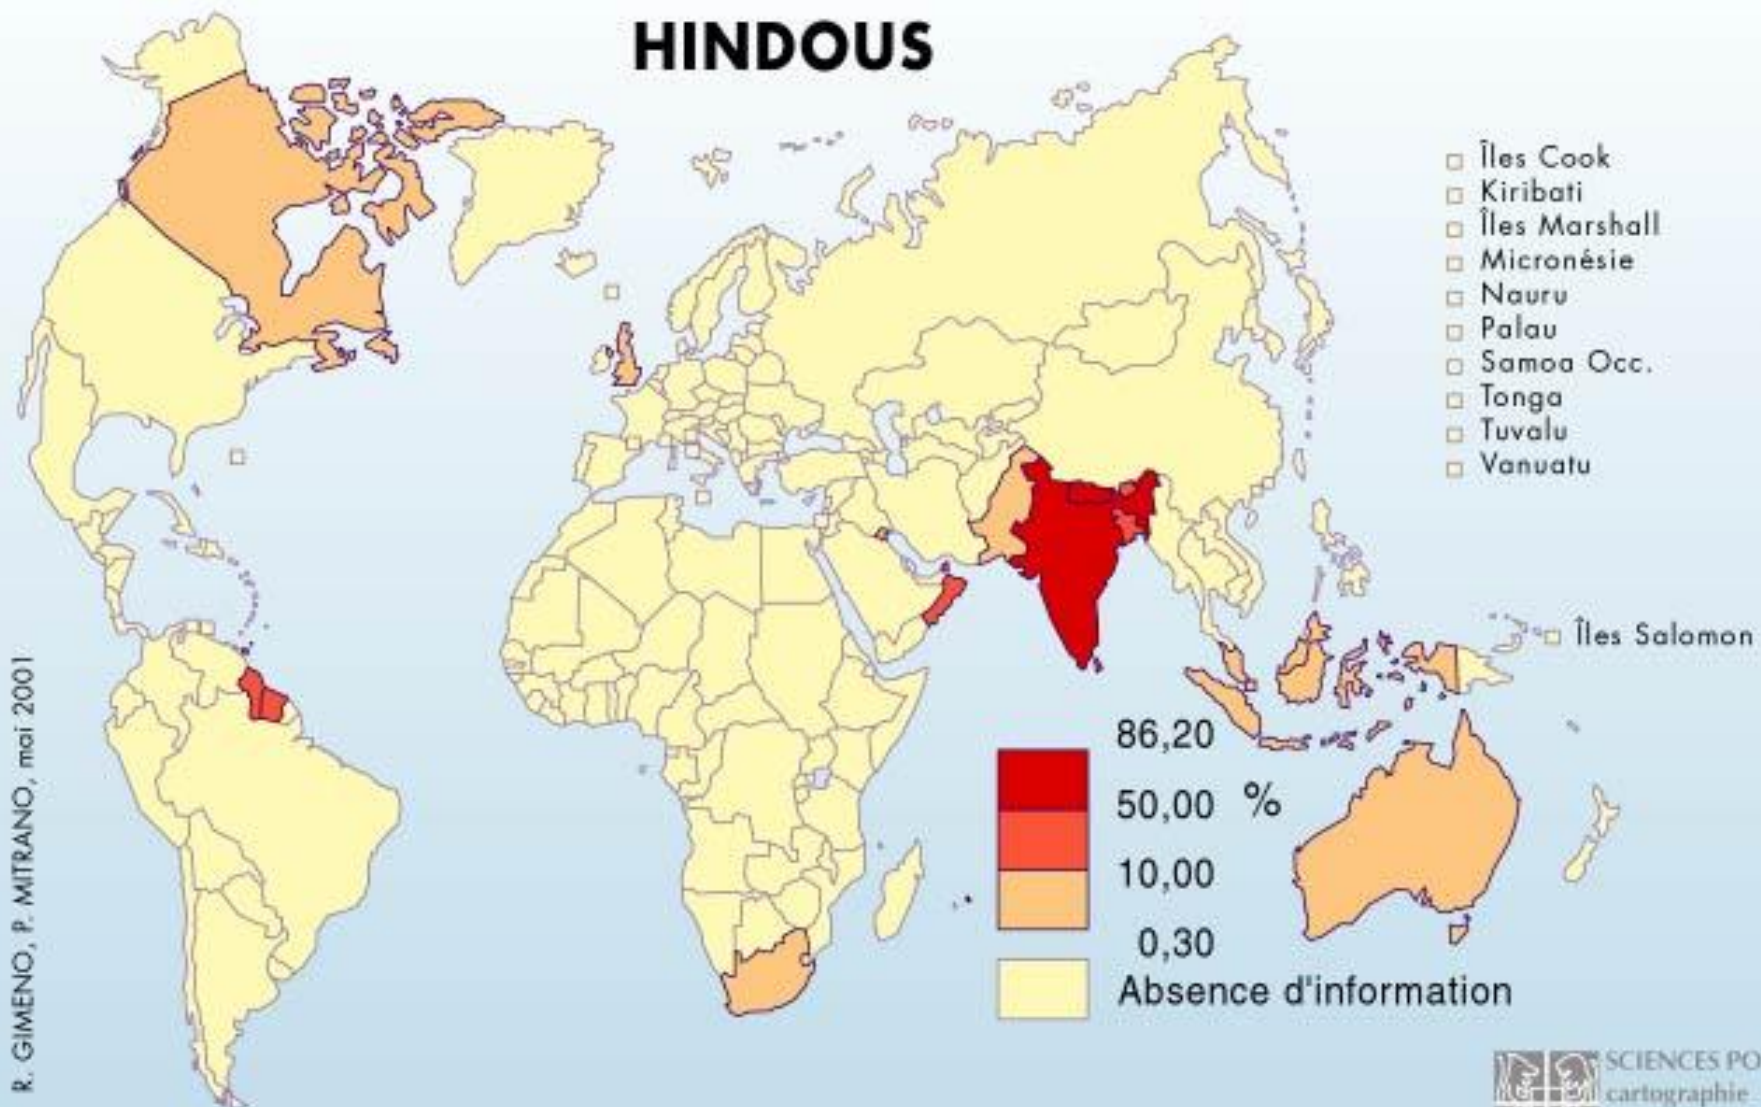 HINDOUS
Îles Cook
Kiribati
Îles Marshall
Micronésie
Nauru
Palau
Samoa Occ.
Tonga
Tuvalu
Vanuatu
Îles Salomon
86,20
50,00 %
10,00
0,30
Absence d'information
R. GIMENO, P. MITRANO, mai 2001
SCIENCES PO
cartographie